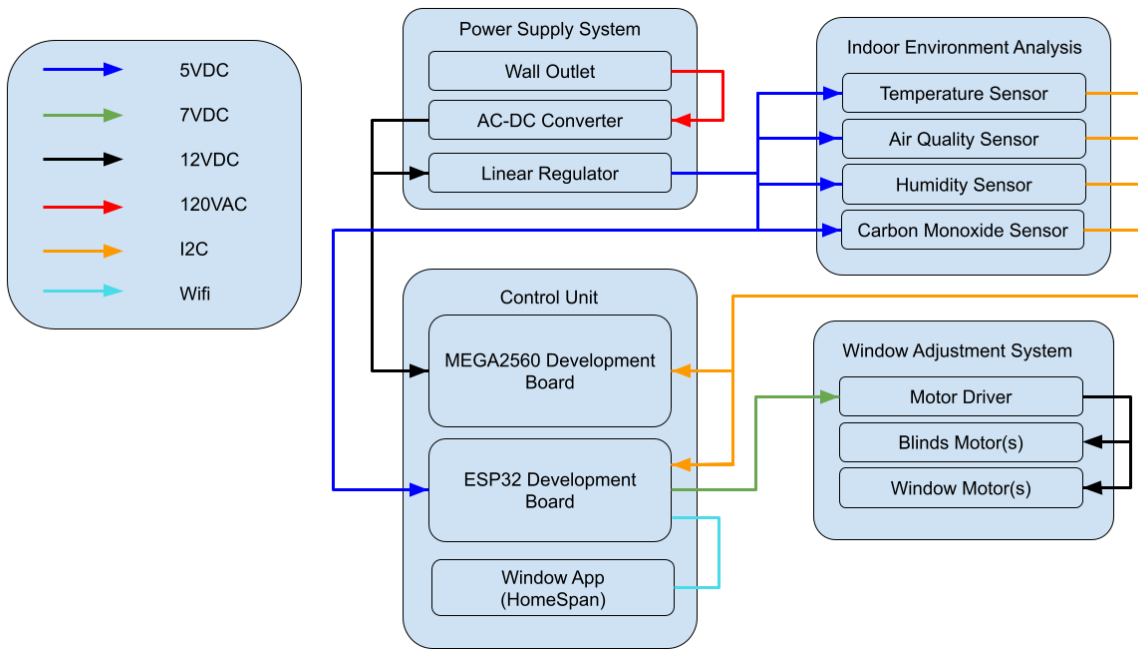 5VDC
7VDC
12VDC
120VAC
I2C
Wifi
Power Supply System
Wall Outlet
AC-DC Converter
Linear Regulator
Indoor Environment Analysis
Temperature Sensor
Air Quality Sensor
Humidity Sensor
Carbon Monoxide Sensor
Control Unit
MEGA2560 Development
Board
ESP32 Development
Board
Window App
(HomeSpan)
Window Adjustment System
Motor Driver
Blinds Motor(s)
Window Motor(s)